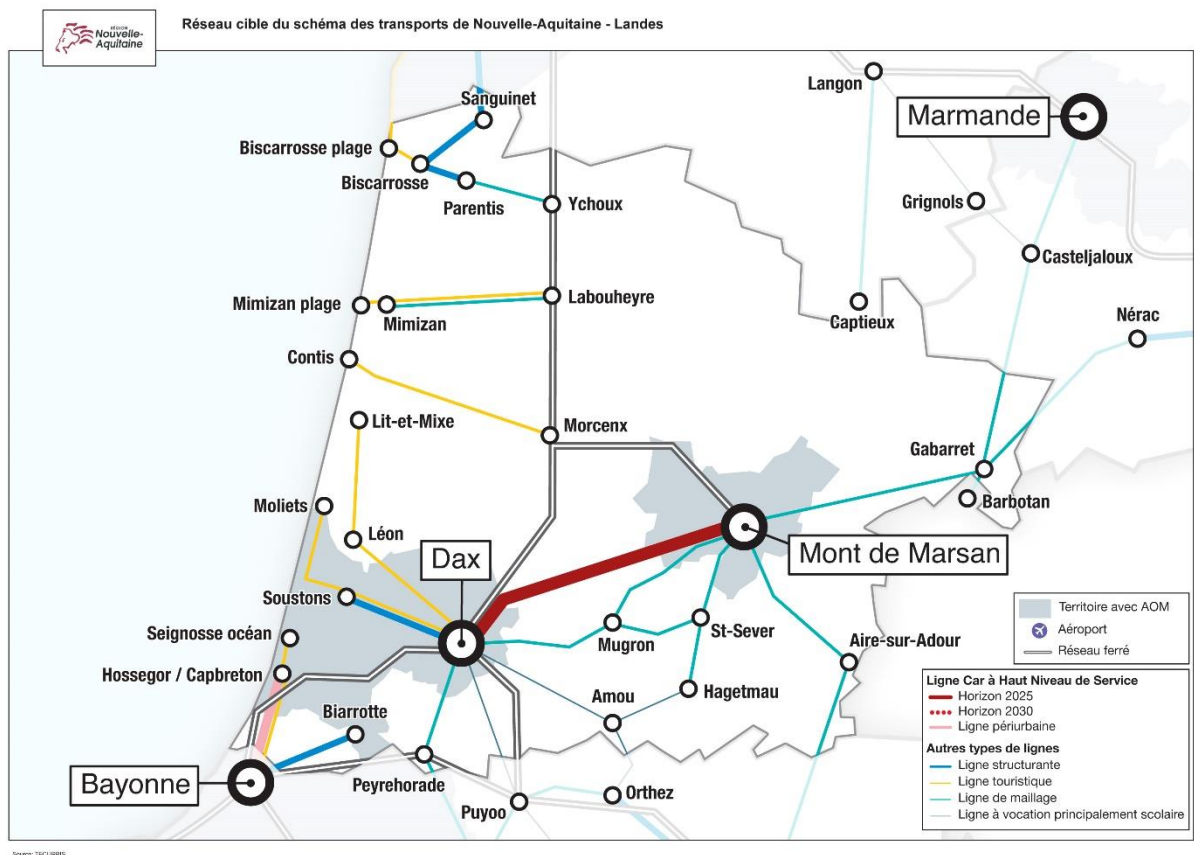 RÉGION
Nouvelle-
Aquitaine
Réseau cible du schéma des transports de Nouvelle-Aquitaine - Landes
Langon
Sanguinet
Marmande
Biscarrosse plage
Biscarrosse
Parentis
Ychoux
Grignols
Casteljaloux
Mimizan plage
Mimizan
Labouheyre
Captieux
Nérac
Contis
Lit-et-Mixe
Morcenx
Gabarret
Barbotan
Moliets
Léon
Dax
Mont de Marsan
Soustons
Seignosse océan
Hossegor / Capbreton
Mugron
St-Sever
Aire-sur-Adour
Biarrotte
Amou
Hagetmau
Bayonne
Peyrehorade
Puyoo
Orthez
Territoire avec AOM
Aéroport
Réseau ferré
Ligne Car à Haut Niveau de Service
Horizon 2025
Horizon 2030
Ligne périurbaine
Autres types de lignes
Ligne structurante
Ligne touristique
Ligne de maillage
Ligne à vocation principalement scolaire